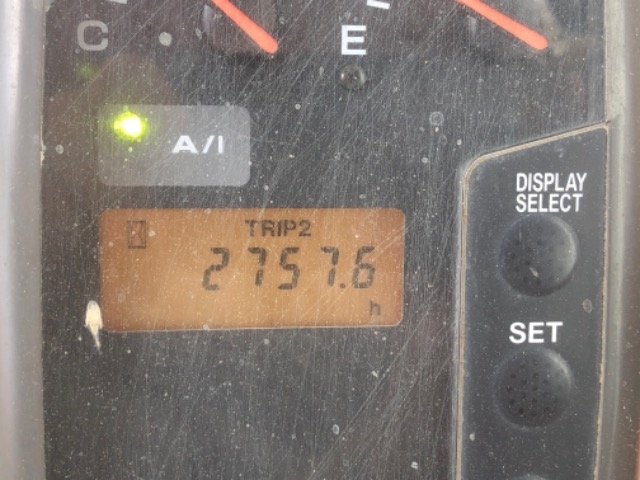 C
E
A/I
DISPLAY
SELECT
TRIP2
2757.6
h
SET